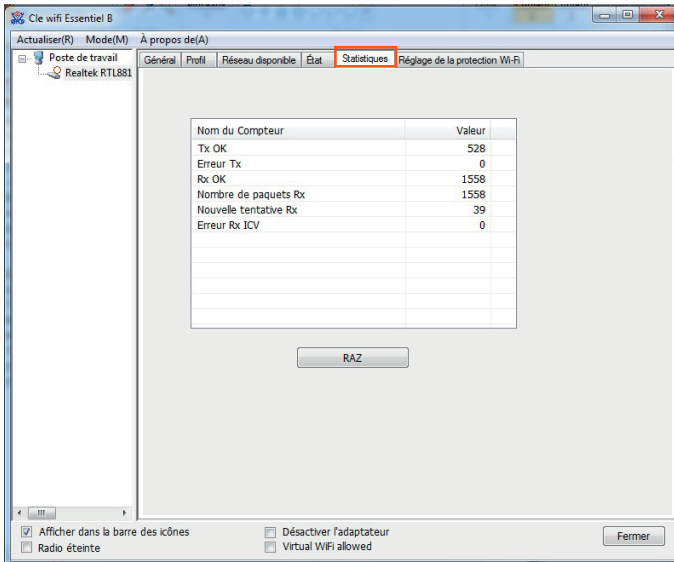 Cle wifi Essentiel B
Actualiser(R) Mode(M) À propos de(A)
Poste de travail
Realtek RTL881
Général Profil Réseau disponible État Statistiques Réglage de la protection Wi-Fi
Nom du Compteur Valeur
Tx OK 528
Erreur Tx 0
Rx OK 1558
Nombre de paquets Rx 1558
Nouvelle tentative Rx 39
Erreur Rx ICV 0
RAZ
Afficher dans la barre des icônes
Radio éteinte
Désactiver l'adaptateur
Virtual WiFi allowed
Fermer